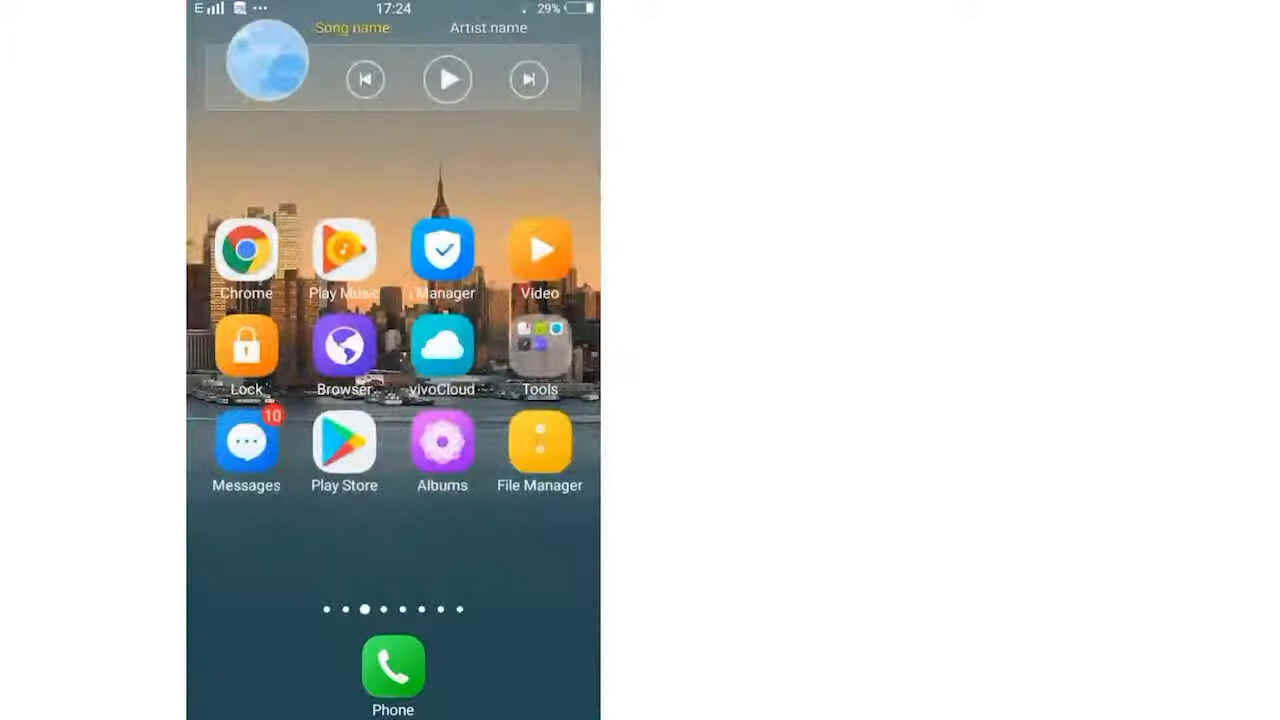 E 17:24 29%
Song name Artist name
Chrome Play Music i Manager Video
Lock Browser vivoCloud Tools
10
Messages Play Store Albums File Manager
Phone